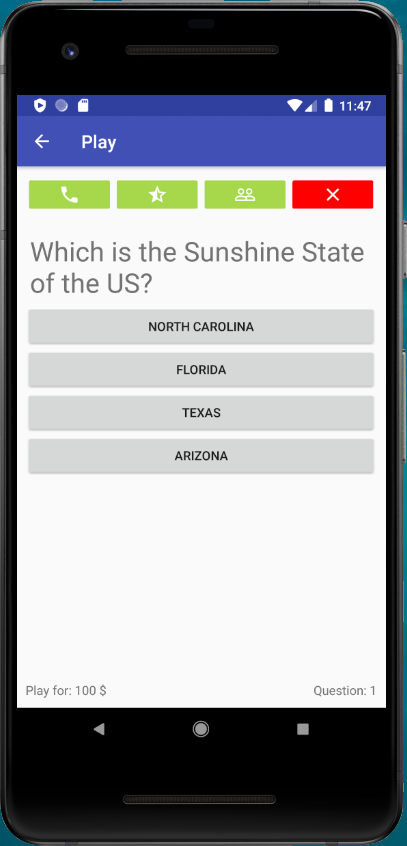 11:47
Play
Which is the Sunshine State
of the US?
NORTH CAROLINA
FLORIDA
TEXAS
ARIZONA
Play for: 100 $
Question: 1